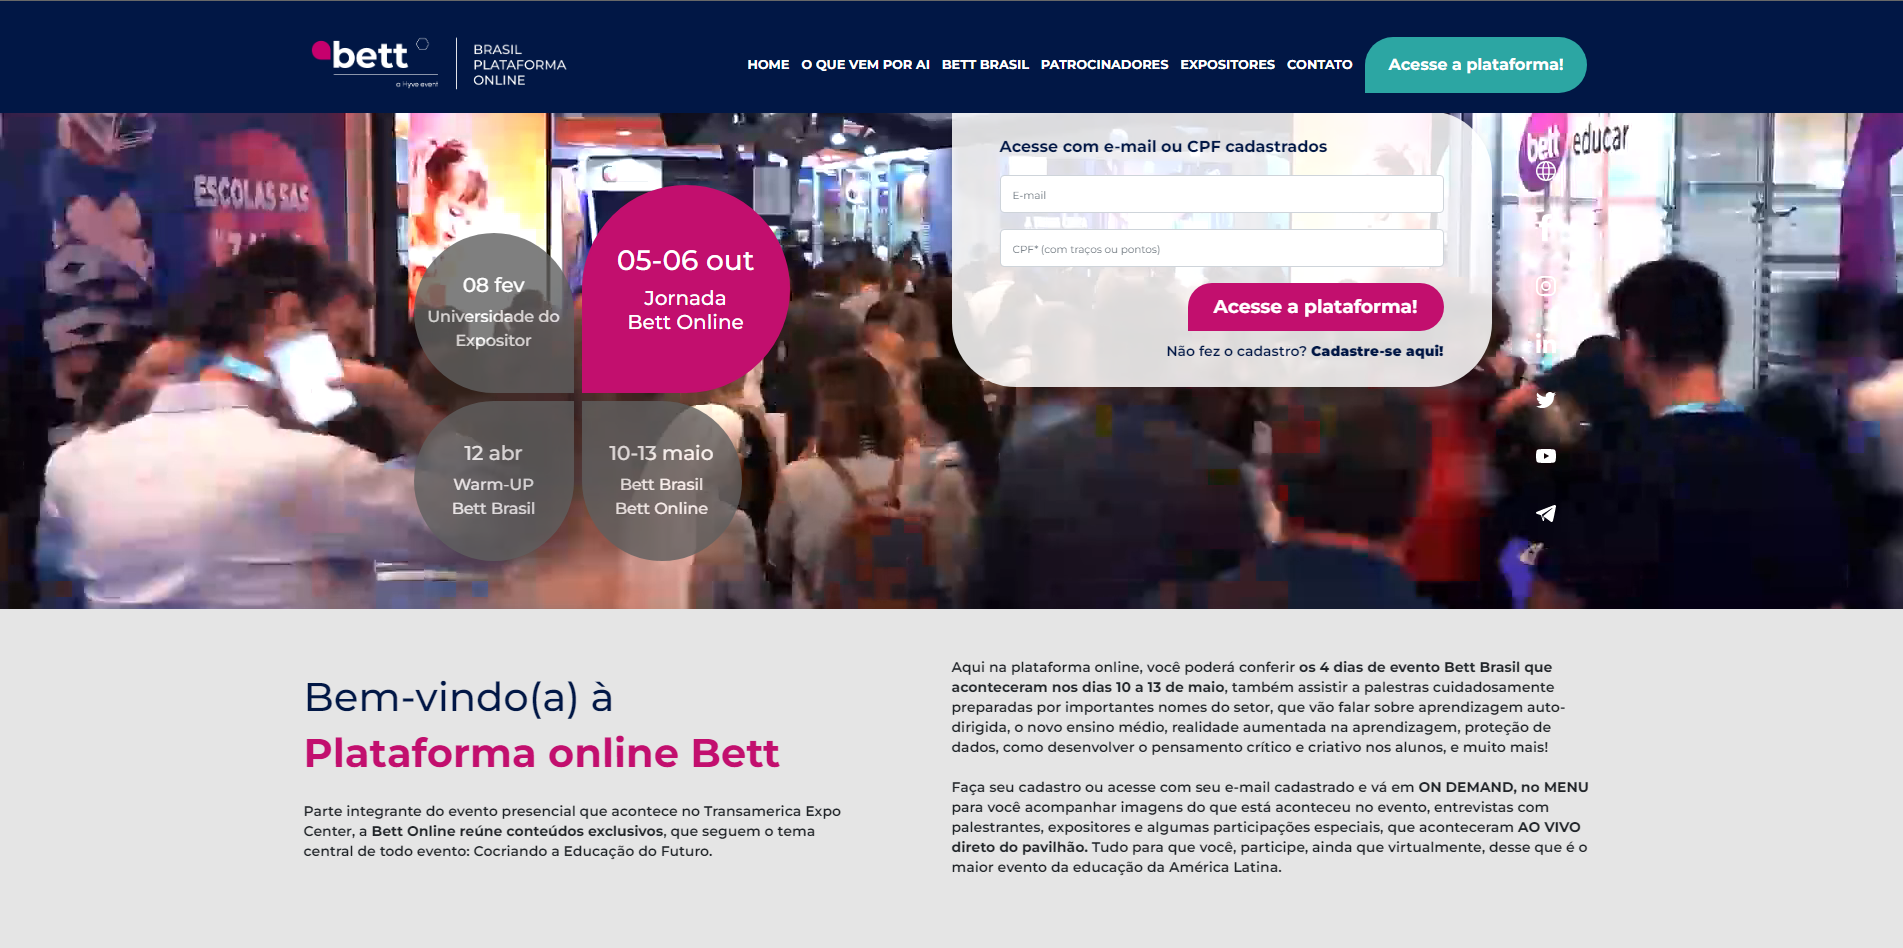 bett
a Hyve event
BRASIL
PLATAFORMA
ONLINE
HOME
O QUE VEM POR AI
BETT BRASIL
PATROCINADORES
EXPOSITORES
CONTATO
Acesse a plataforma!
ESCOLAS SAS
bett educar
08 fev
Universidade do
Expositor
05-06 out
Jornada
Bett Online
12 abr
Warm-UP
Bett Brasil
10-13 maio
Bett Brasil
Bett Online
Acesse com e-mail ou CPF cadastrados
E-mail
CPF* (com traços ou pontos)
Acesse a plataforma!
Não fez o cadastro? Cadastre-se aqui!
Bem-vindo(a) à
Plataforma online Bett
Parte integrante do evento presencial que acontece no Transamerica Expo
Center, a Bett Online reúne conteúdos exclusivos, que seguem o tema
central de todo evento: Cocriando a Educação do Futuro.
Aqui na plataforma online, você poderá conferir os 4 dias de evento Bett Brasil que
aconteceram nos dias 10 a 13 de maio, também assistir a palestras cuidadosamente
preparadas por importantes nomes do setor, que vão falar sobre aprendizagem auto-
dirigida, o novo ensino médio, realidade aumentada na aprendizagem, proteção de
dados, como desenvolver o pensamento crítico e criativo nos alunos, e muito mais!
Faça seu cadastro ou acesse com seu e-mail cadastrado e vá em ON DEMAND, no MENU
para você acompanhar imagens do que está aconteceu no evento, entrevistas com
palestrantes, expositores e algumas participações especiais, que aconteceram AO VIVO
direto do pavilhão. Tudo para que você, participe, ainda que virtualmente, desse que é o
maior evento da educação da América Latina.